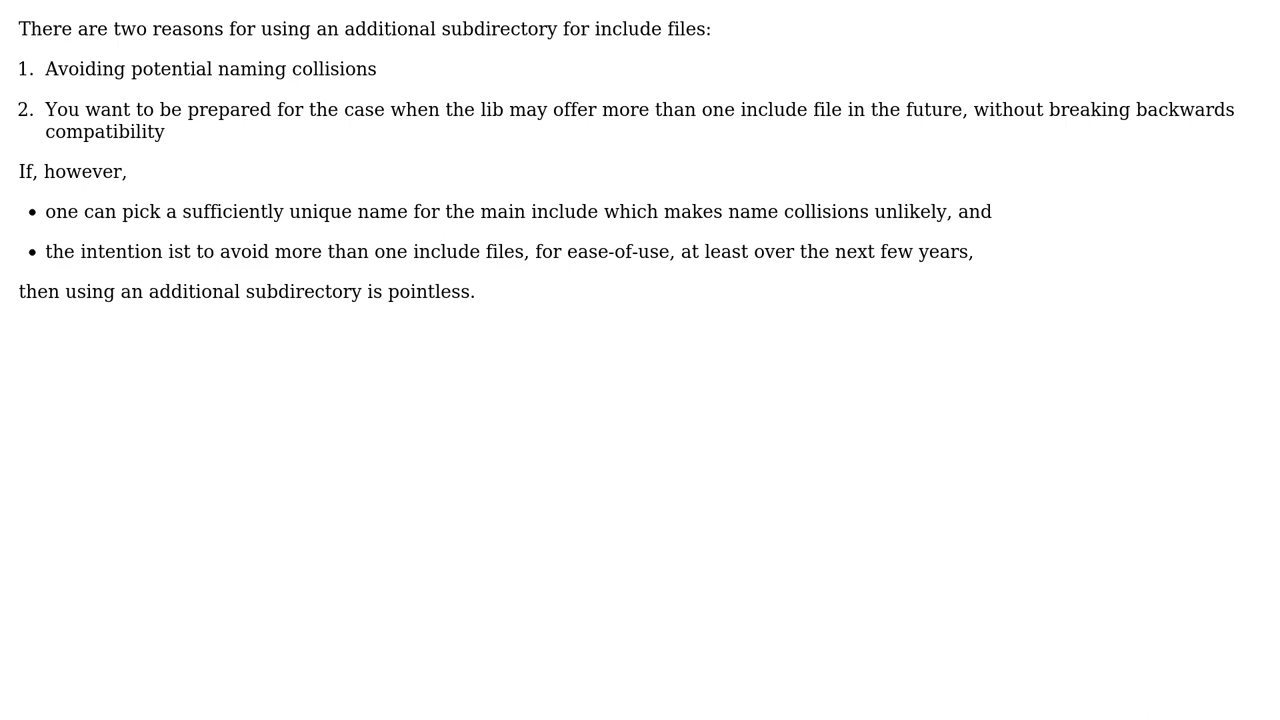 There are two reasons for using an additional subdirectory for include files:
1. Avoiding potential naming collisions
2. You want to be prepared for the case when the lib may offer more than one include file in the future, without breaking backwards
compatibility
If, however,
• one can pick a sufficiently unique name for the main include which makes name collisions unlikely, and
• the intention ist to avoid more than one include files, for ease-of-use, at least over the next few years,
then using an additional subdirectory is pointless.